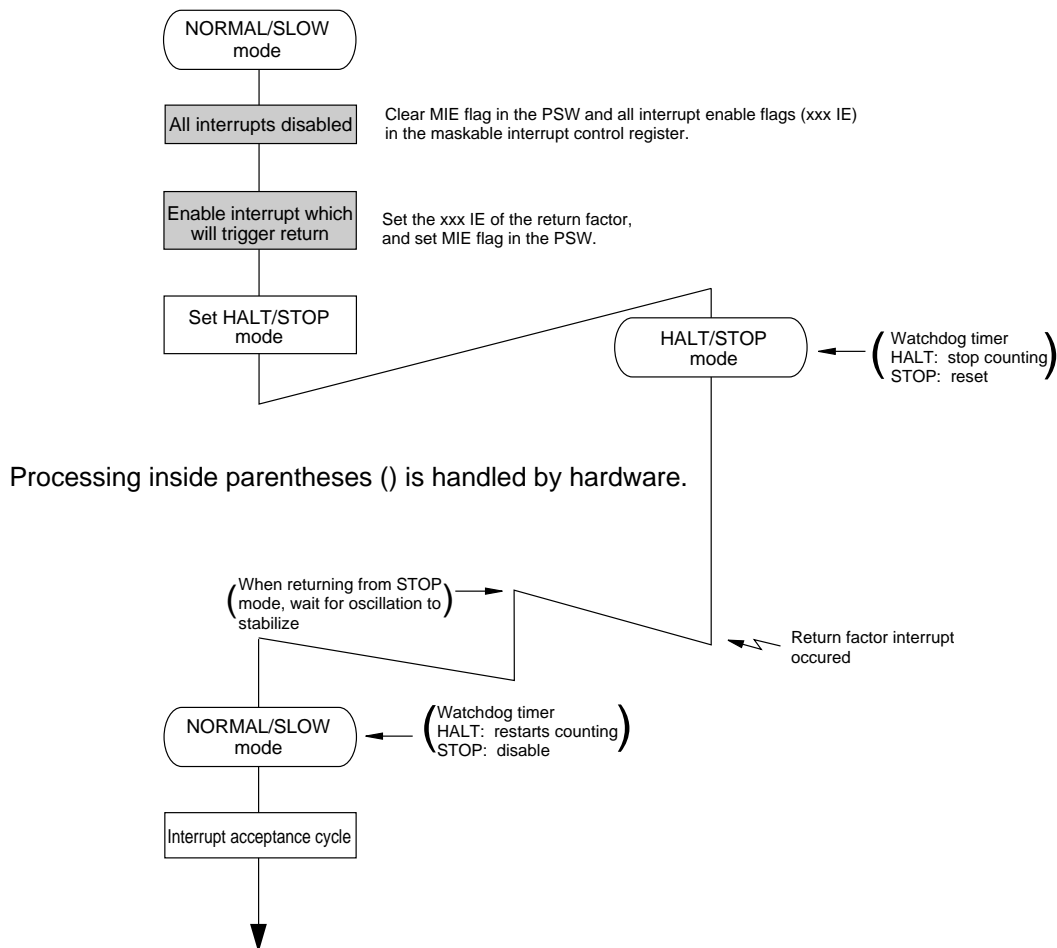 NORMAL/SLOW
mode
All interrupts disabled
Clear MIE flag in the PSW and all interrupt enable flags (xxx IE)
in the maskable interrupt control register.
Enable interrupt which
will trigger return
Set the xxx IE of the return factor,
and set MIE flag in the PSW.
Set HALT/STOP
mode
HALT/STOP
mode
(Watchdog timer
HALT: stop counting
STOP: reset)
Processing inside parentheses () is handled by hardware.
(When returning from STOP
mode, wait for oscillation to
stabilize)
Return factor interrupt
occured
NORMAL/SLOW
mode
(Watchdog timer
HALT: restarts counting
STOP: disable)
Interrupt acceptance cycle